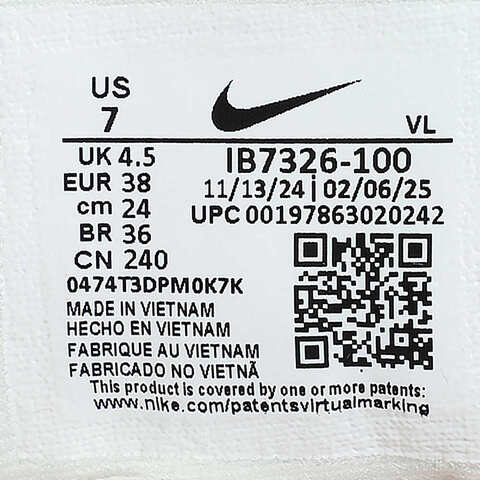 US
7
VL
UK 4.5
EUR 38
cm 24
BR 36
CN 240
IB7326-100
11/13/24 | 02/06/25
UPC 00197863020242
0474T3DPM0K7K
MADE IN VIETNAM
HECHO EN VIETNAM
FABRIQUE AU VIETNAM
FABRICADO NO VIETNÃ
This product is covered by one or more patents:
www.nike.com/patentsvirtualmarking